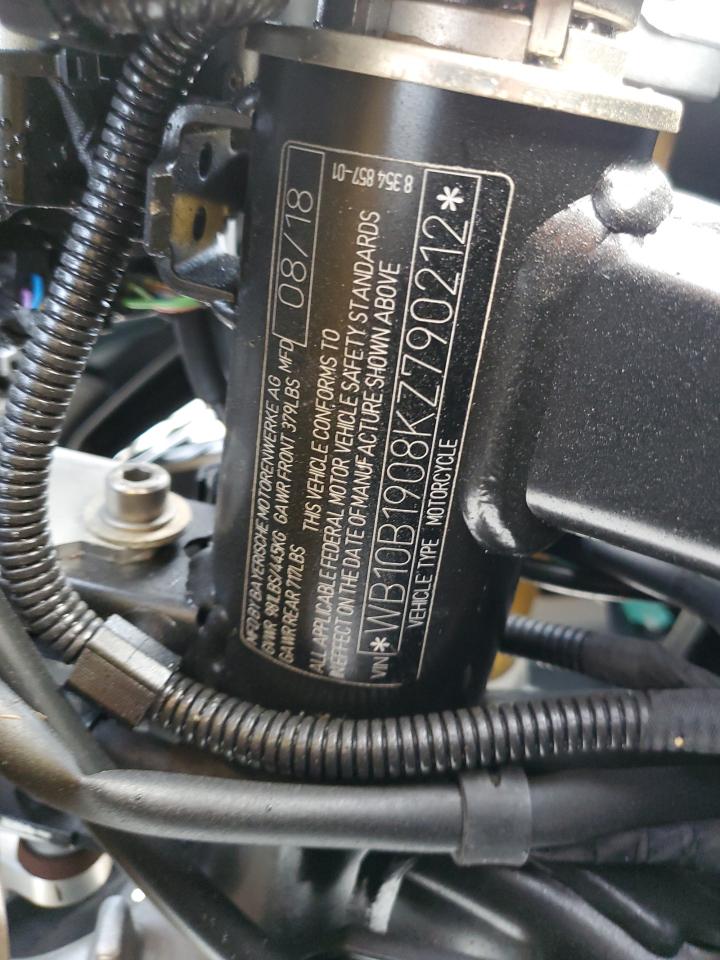 8 354 857-01
MFD BY BAYERISCHE MOTORENWERKE AG
GVWR 981LBS/445KG GAWR FRONT 379LBS MFD 08/18
GAWR REAR 717LBS THIS VEHICLE CONFORMS TO
ALL APPLICABLE FEDERAL MOTOR VEHICLE SAFETY STANDARDS
IN EFFECT ON THE DATE OF MANUFACTURE SHOWN ABOVE
VIN *WB10B1908KZ790212*
VEHICLE TYPE MOTORCYCLE